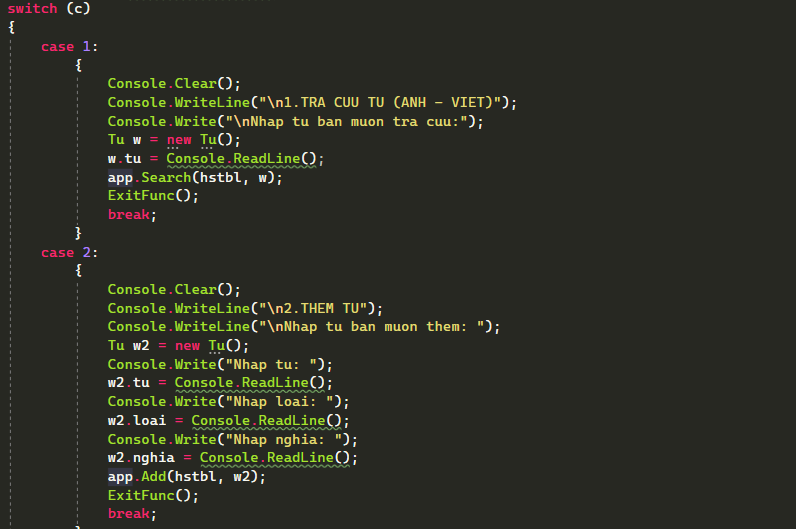 switch (c)
{
case 1:
{
Console.Clear();
Console.WriteLine("\n1.TRA CUU TU (ANH - VIET)");
Console.Write("\nNhap tu ban muon tra cuu:");
Tu w = new Tu();
w.tu = Console.ReadLine();
app.Search(hstbl, w);
ExitFunc();
break;
}
case 2:
{
Console.Clear();
Console.WriteLine("\n2.THEM TU");
Console.WriteLine("\nNhap tu ban muon them: ");
Tu w2 = new Tu();
Console.Write("Nhap tu: ");
w2.tu = Console.ReadLine();
Console.Write("Nhap loai: ");
w2.loai = Console.ReadLine();
Console.Write("Nhap nghia: ");
w2.nghia = Console.ReadLine();
app.Add(hstbl, w2);
ExitFunc();
break;
}